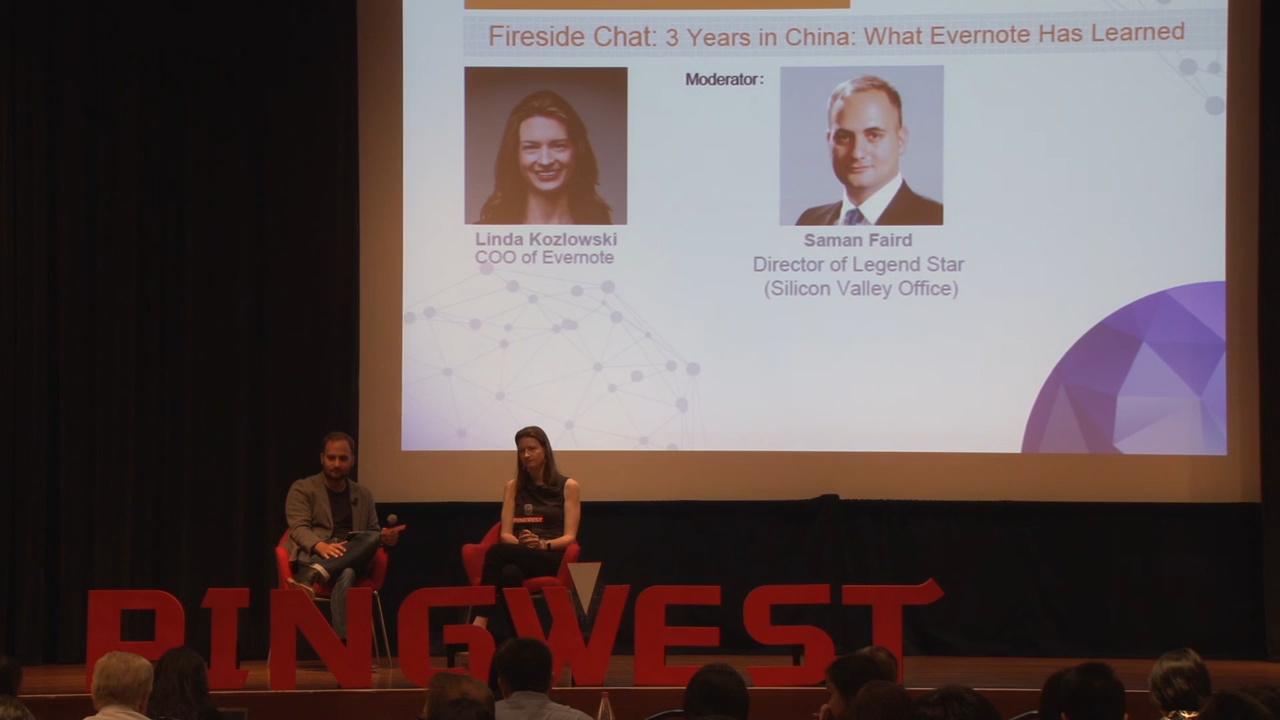 Fireside Chat: 3 Years in China: What Evernote Has Learned
Moderator:
Linda Kozlowski
COO of Evernote
Saman Faird
Director of Legend Star
(Silicon Valley Office)
PINGWEST
PINGWEST